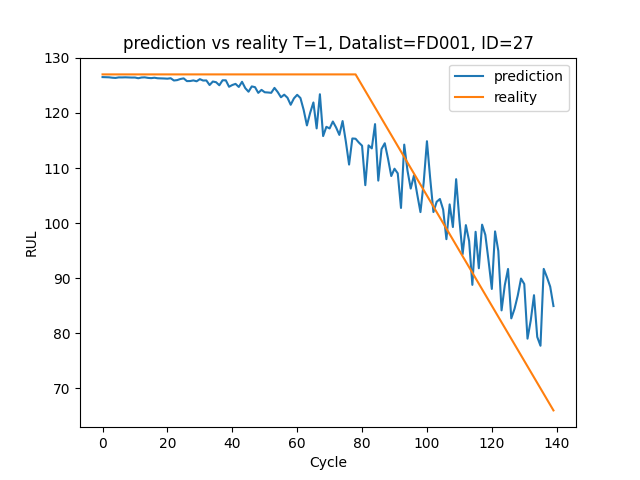 prediction vs reality T=1, Datalist=FD001, ID=27
prediction
reality
RUL
130
120
110
100
90
80
70
0 20 40 60 80 100 120 140
Cycle